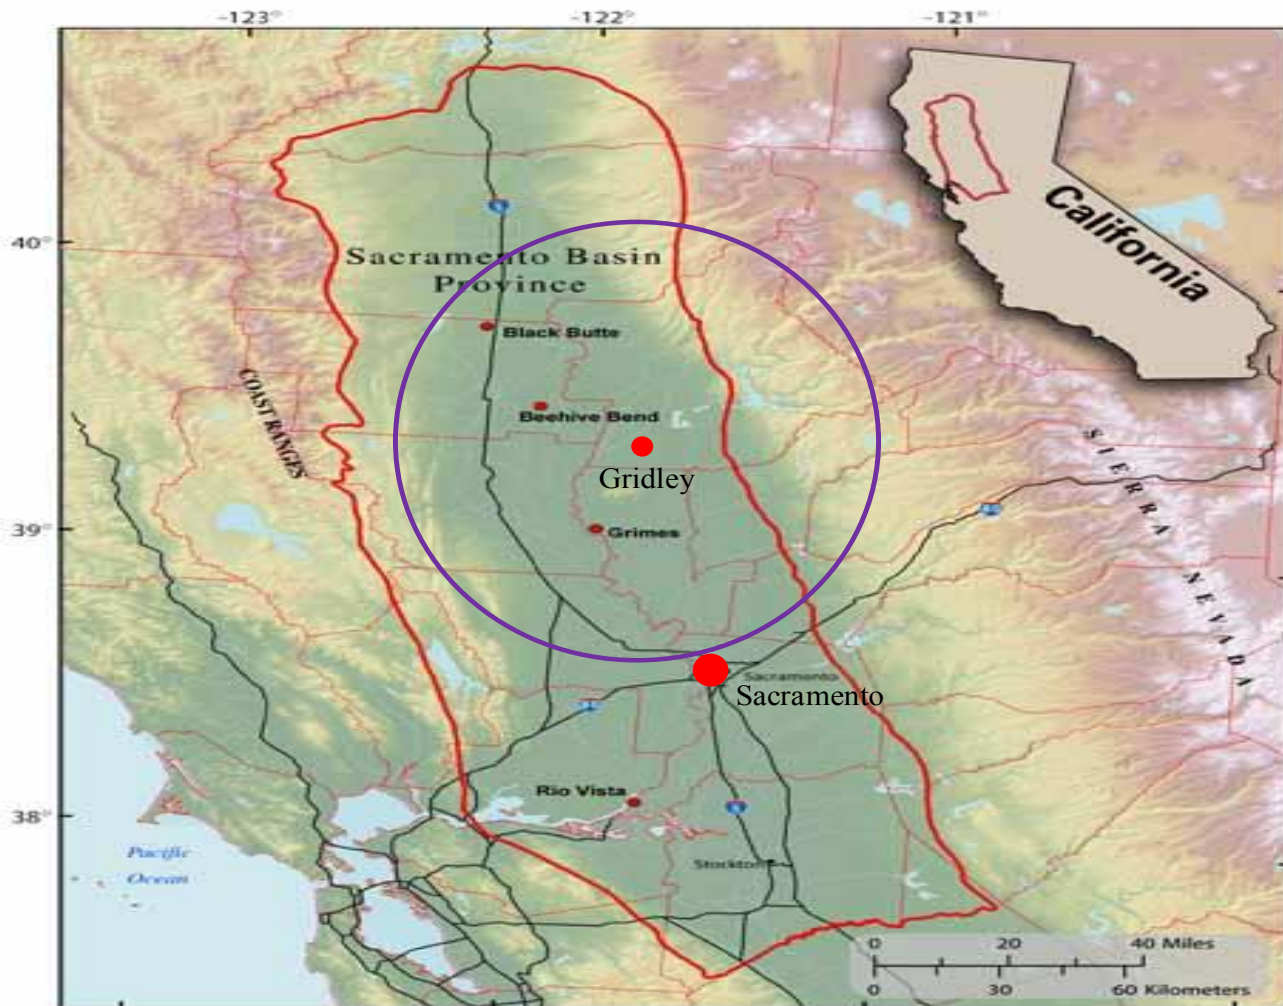 -123° -122° -121°
California
40°
Sacramento Basin
Province
Black Butte
COAST RANGES
Beehive Bend
Gridley
39°
Grimes
SIERRA NEVADA
Sacramento
Sacramento
Rio Vista
38°
Pacific
Ocean
Stockton
0 20 40 Miles
0 30 60 Kilometers